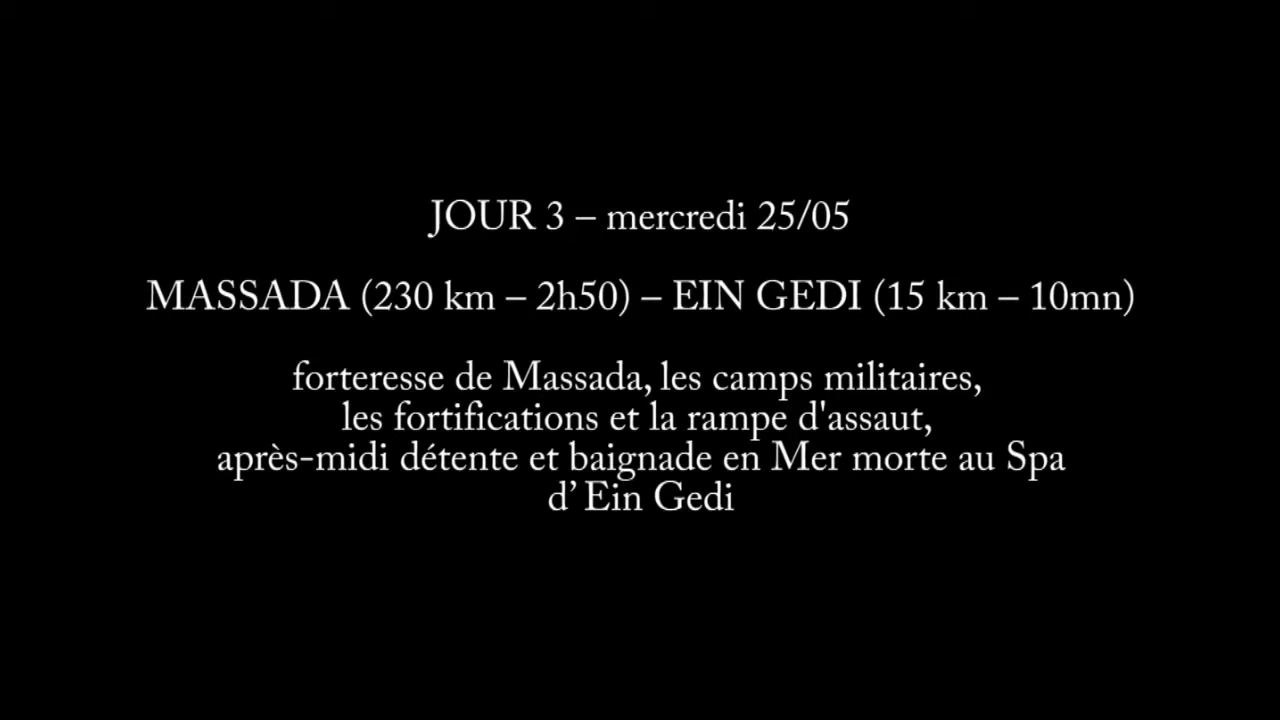 JOUR 3 – mercredi 25/05
MASSADA (230 km – 2h50) – EIN GEDI (15 km – 10mn)
forteresse de Massada, les camps militaires,
les fortifications et la rampe d'assaut,
après-midi détente et baignade en Mer morte au Spa
d’ Ein Gedi